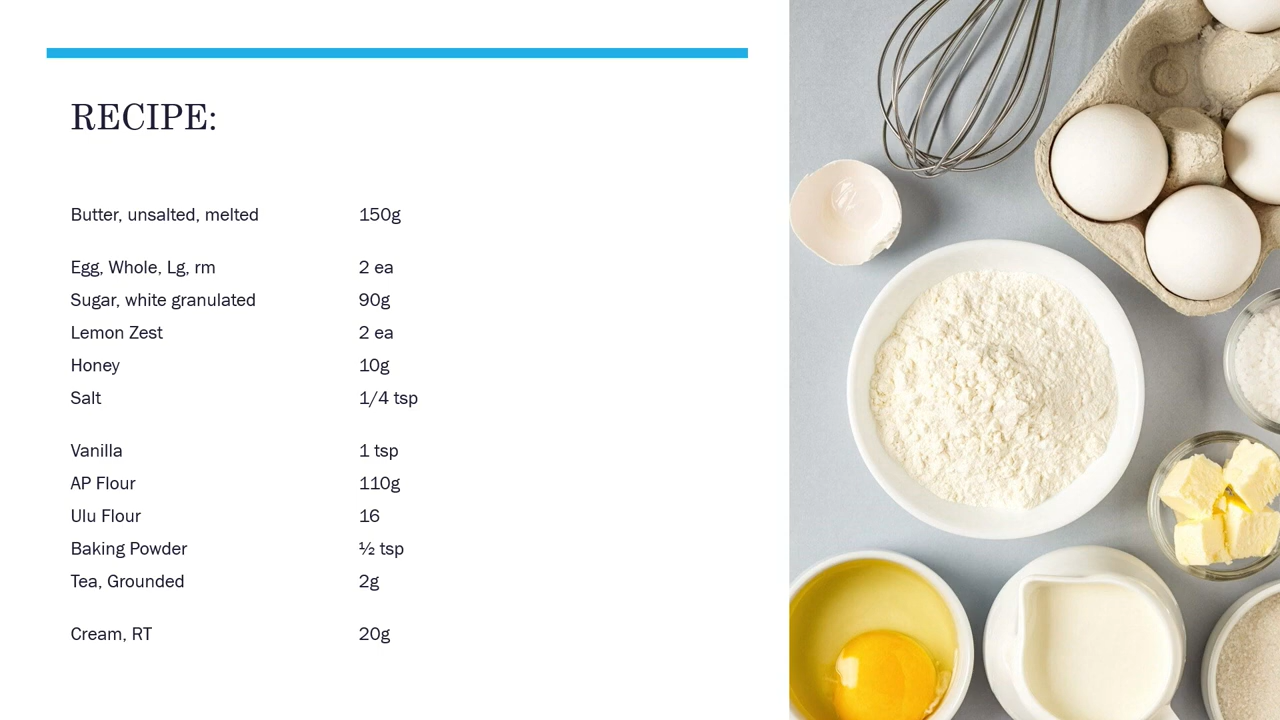 RECIPE:
Butter, unsalted, melted 150g
Egg, Whole, Lg, rm 2 ea
Sugar, white granulated 90g
Lemon Zest 2 ea
Honey 10g
Salt 1/4 tsp
Vanilla 1 tsp
AP Flour 110g
Ulu Flour 16
Baking Powder ½ tsp
Tea, Grounded 2g
Cream, RT 20g